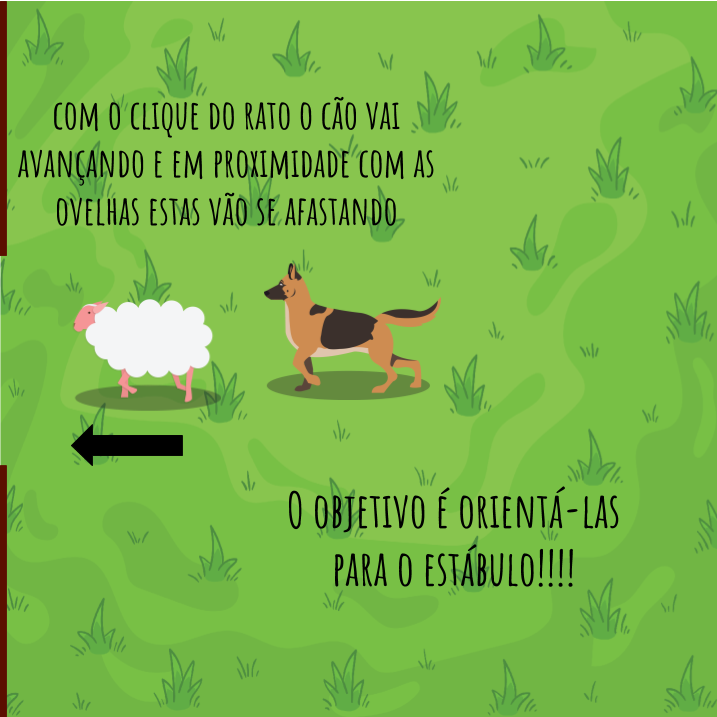 com o clique do rato o cão vai
avançando e em proximidade com as
ovelhas estas vão se afastando
O objetivo é orientá-las
para o estábulo!!!!